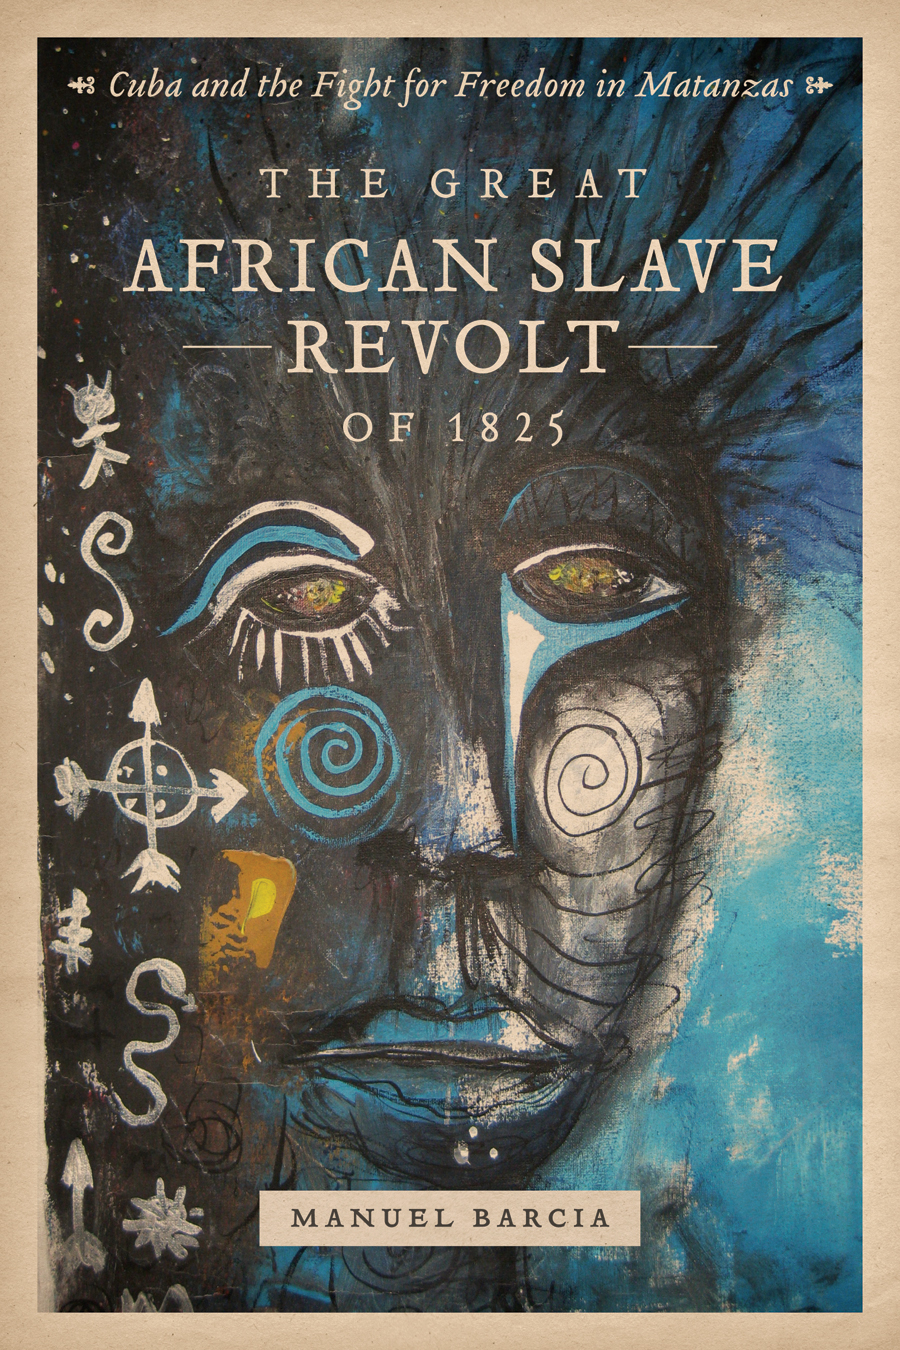 Cuba and the Fight for Freedom in Matanzas
THE GREAT
AFRICAN SLAVE
REVOLT
OF 1825
MANUEL BARCIA